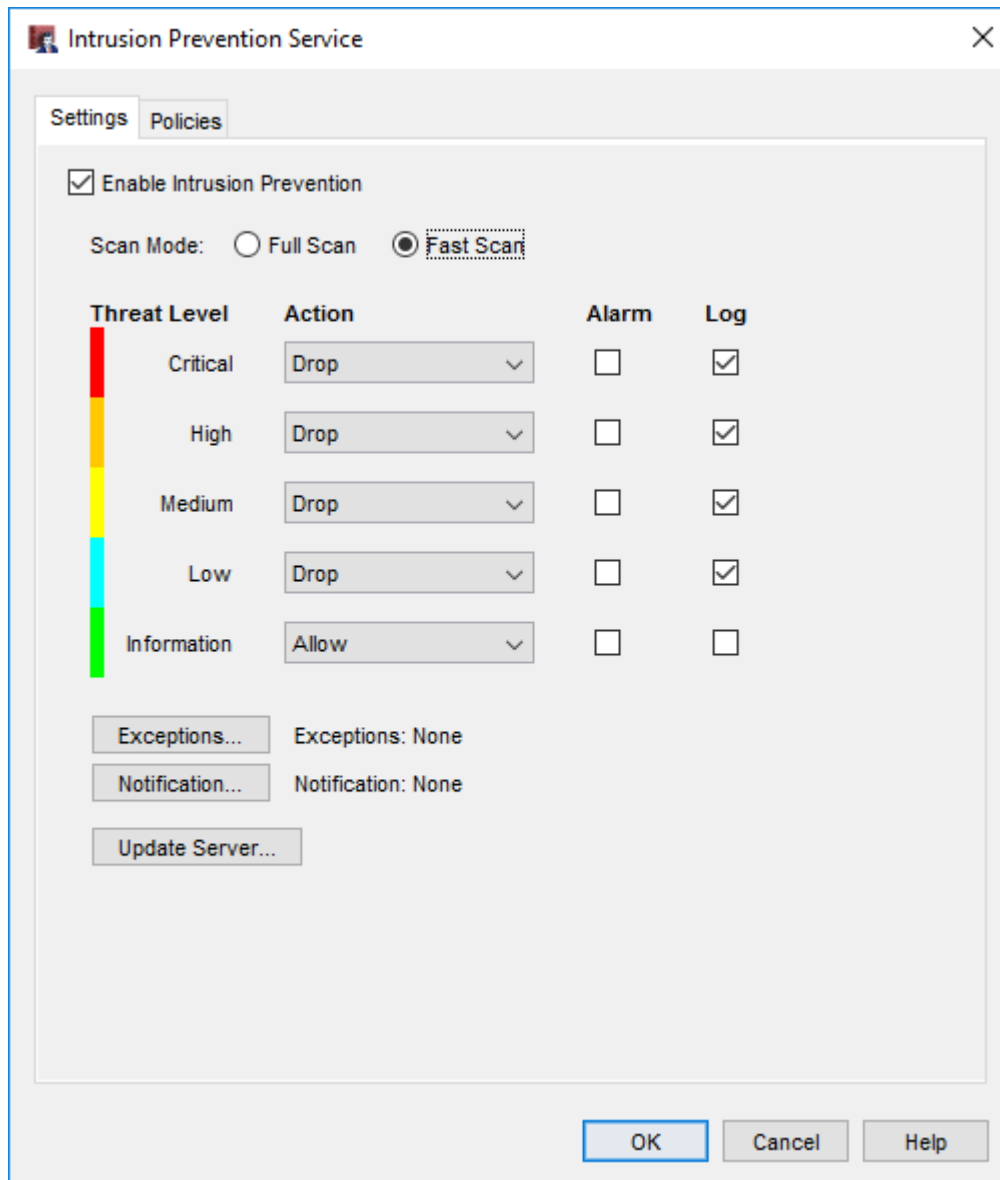 Intrusion Prevention Service
Settings Policies
Enable Intrusion Prevention
Scan Mode: Full Scan Fast Scan
Threat Level Action Alarm Log
Critical Drop
High Drop
Medium Drop
Low Drop
Information Allow
Exceptions... Exceptions: None
Notification... Notification: None
Update Server...
OK Cancel Help